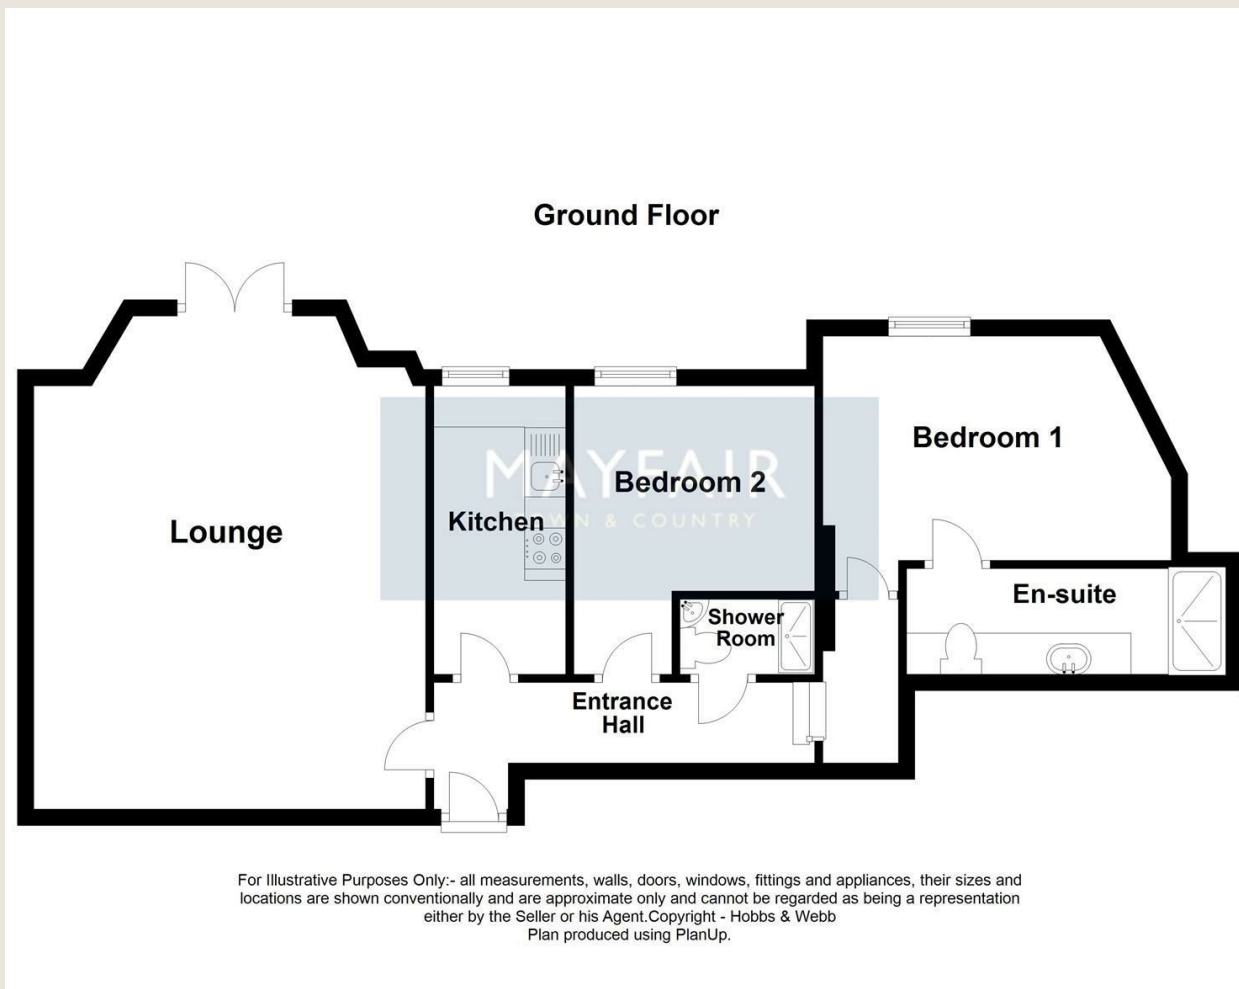 Ground Floor
Bedroom 1
MAYFAIR
Bedroom 2
TOWN & COUNTRY
Kitchen
Lounge
En-suite
Shower
Room
Entrance
Hall
For Illustrative Purposes Only:- all measurements, walls, doors, windows, fittings and appliances, their sizes and
locations are shown conventionally and are approximate only and cannot be regarded as being a representation
either by the Seller or his Agent.Copyright - Hobbs & Webb
Plan produced using PlanUp.